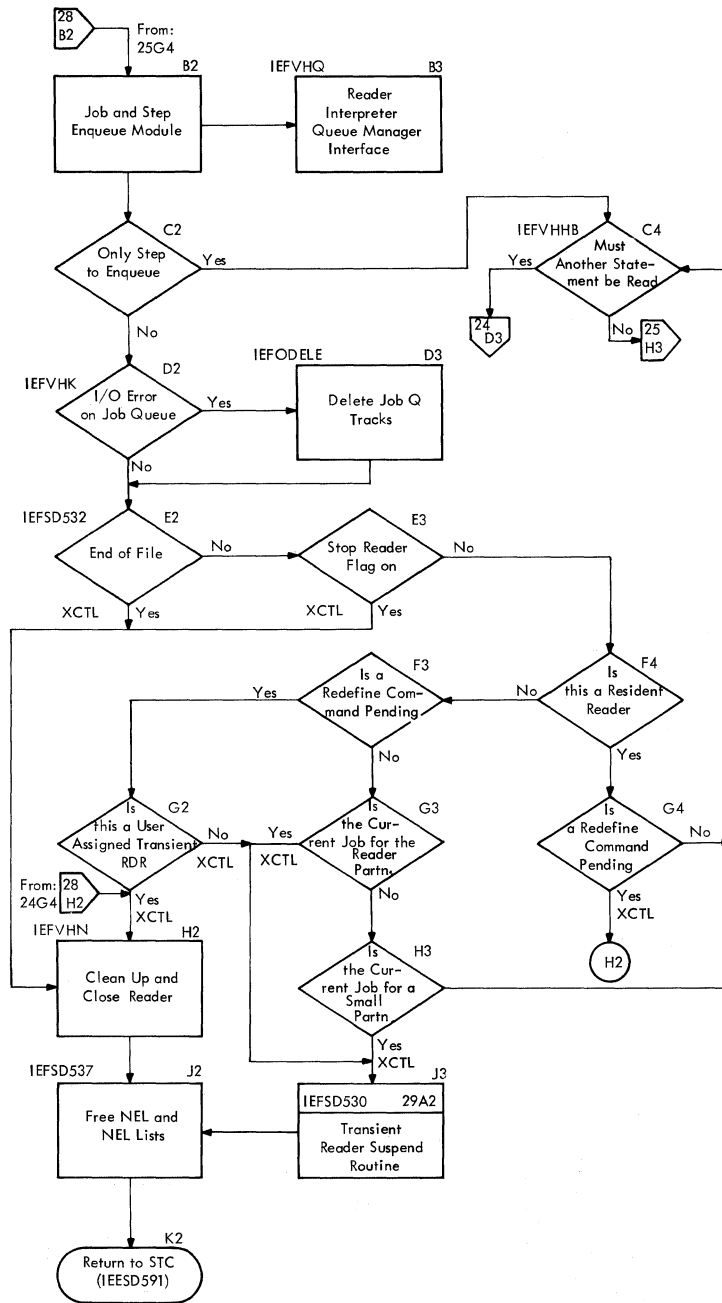 28
B2
From:
25G4
B2
Job and Step
Enqueue Module
IEFVHQ
B3
Reader
Interpreter
Queue Manager
Interface
C2
Only Step
to Enqueue
Yes
No
IEFVHHB
C4
Must
Another State-
ment be Read
Yes
No
24
D3
25
H3
IEFVHK
D2
I/O Error
on Job Queue
Yes
No
IEFODELE
D3
Delete Job Q
Tracks
IEFSD532
E2
End of File
No
XCTL
Yes
E3
Stop Reader
Flag on
No
XCTL
Yes
F3
Is a
Redefine Com-
mand Pending
Yes
No
F4
Is
this a Resident
Reader
No
Yes
G2
Is
this a User
Assigned Transient
RDR
No
XCTL
Yes
XCTL
G3
Is
the Cur-
rent Job for the
Reader
Partn.
Yes
XCTL
No
G4
Is
a Redefine
Command
Pending
No
Yes
XCTL
H2
From:
24G4
28
H2
IEFVHN
H2
Clean Up and
Close Reader
H3
Is
the Cur-
rent Job for a
Small
Partn
Yes
XCTL
IEFSD537
J2
Free NEL and
NEL Lists
J3
IEFSD530
29A2
Transient
Reader Suspend
Routine
K2
Return to STC
(IEESD591)